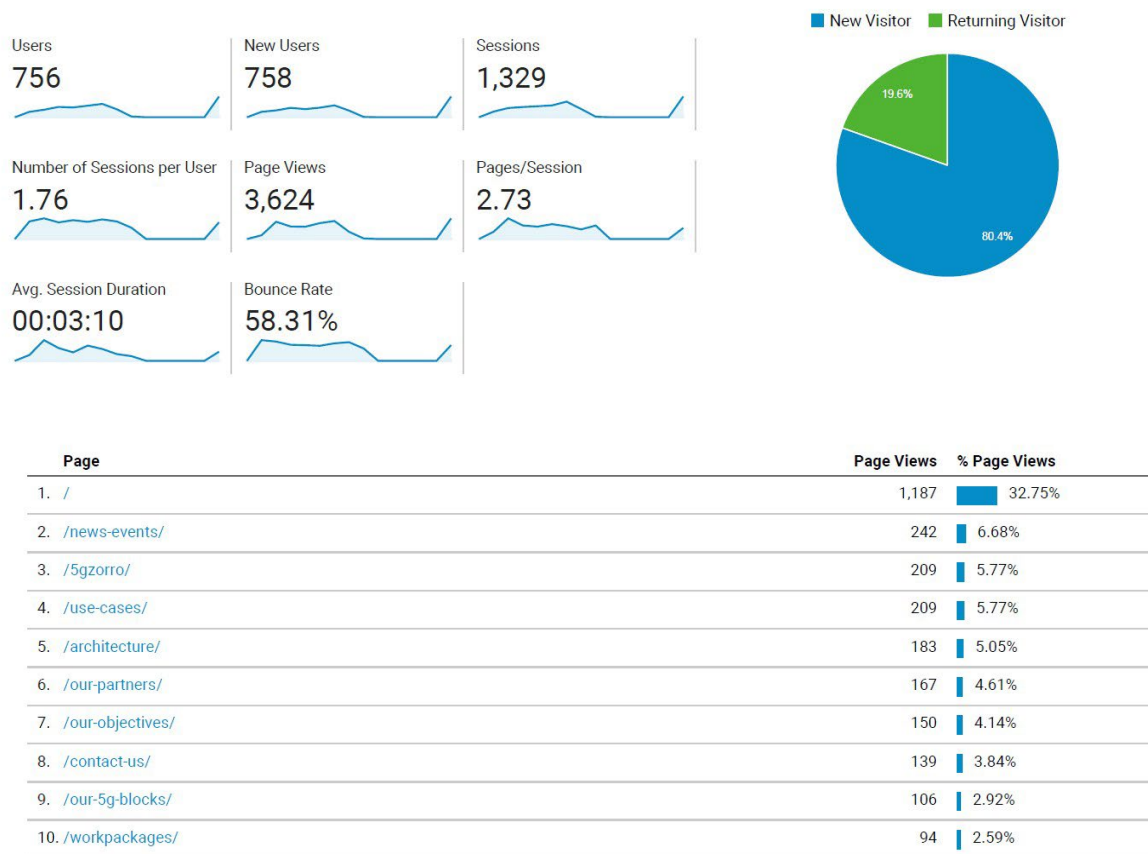 New Visitor Returning Visitor
Users New Users Sessions
756 758 1,329
19.6%
Number of Sessions per User Page Views Pages/Session
1.76 3,624 2.73
80.4%
Avg. Session Duration Bounce Rate
00:03:10 58.31%
Page Page Views % Page Views
1. / 1,187 32.75%
2. /news-events/ 242 6.68%
3. /5gzorro/ 209 5.77%
4. /use-cases/ 209 5.77%
5. /architecture/ 183 5.05%
6. /our-partners/ 167 4.61%
7. /our-objectives/ 150 4.14%
8. /contact-us/ 139 3.84%
9. /our-5g-blocks/ 106 2.92%
10. /workpackages/ 94 2.59%